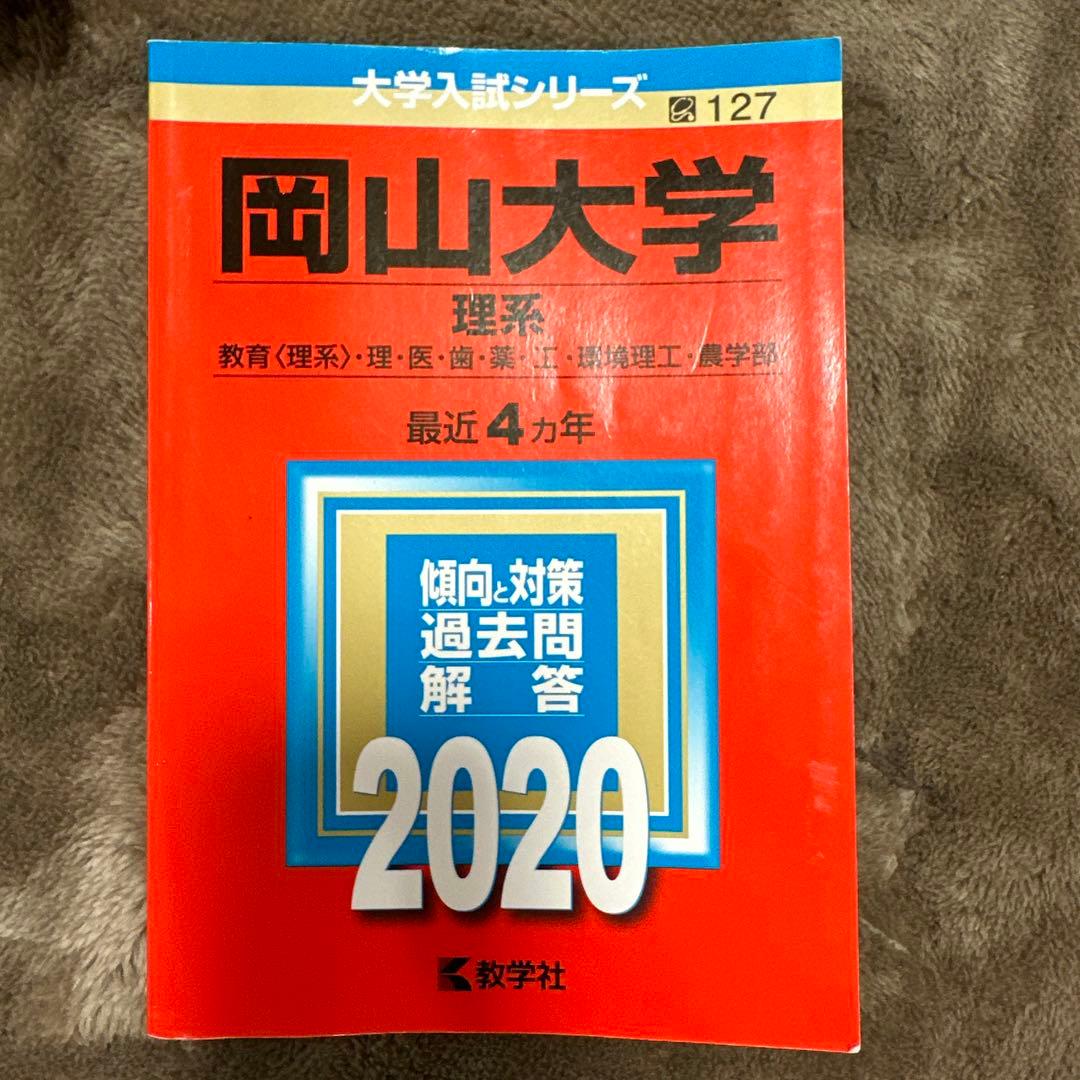 大学入試シリーズ
127
岡山大学
理系
教育〈理系〉・理・医・歯・薬・工・環境理工・農学部
最近4カ年
傾向と対策
過去問
解答
2020
教学社